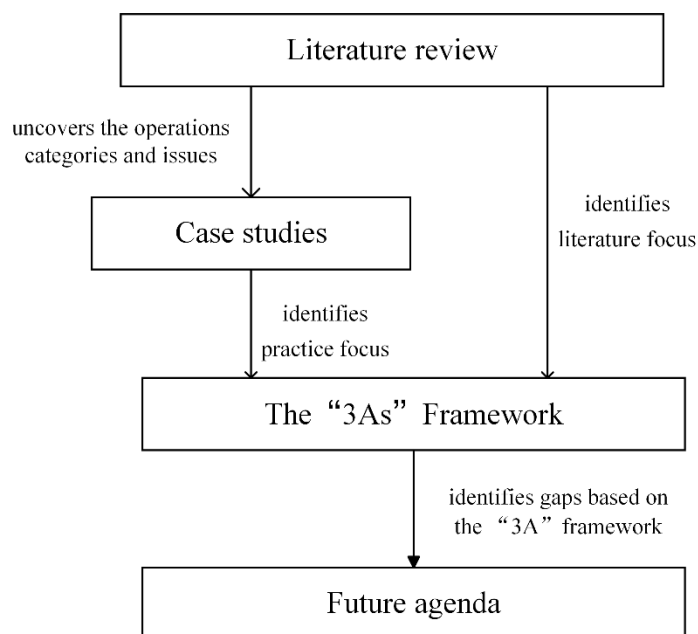 Literature review
uncovers the operations
categories and issues
identifies
literature focus
Case studies
identifies
practice focus
The “3As” Framework
identifies gaps based on
the “3A” framework
Future agenda